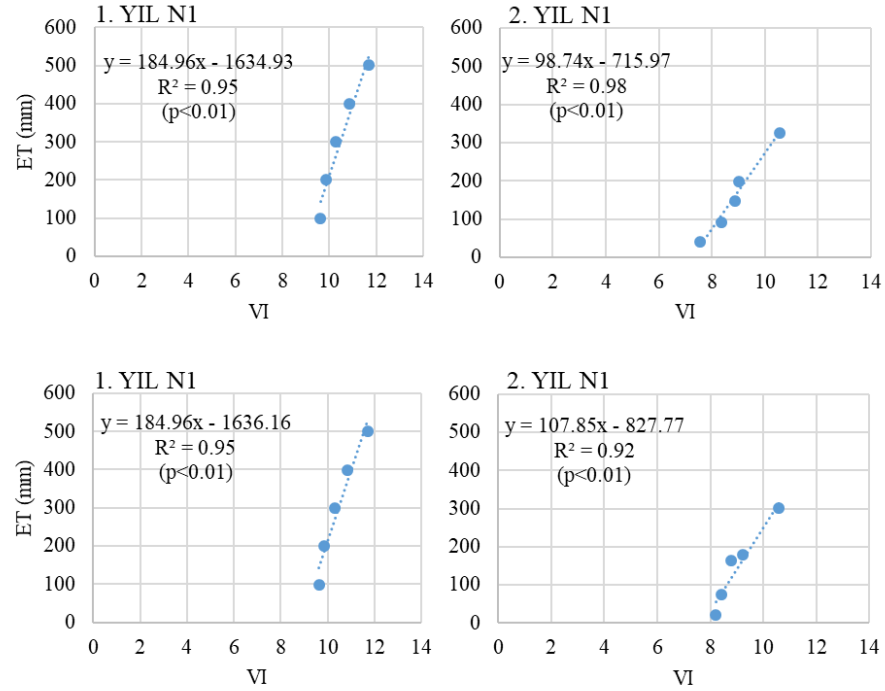 1. YIL N1
y = 184.96x - 1634.93
R² = 0.95
(p<0.01)
ET (mm)
600
500
400
300
200
100
0
0 2 4 6 8 10 12 14
VI
2. YIL N1
y = 98.74x - 715.97
R² = 0.98
(p<0.01)
600
500
400
300
200
100
0
0 2 4 6 8 10 12 14
VI
1. YIL N1
y = 184.96x - 1636.16
R² = 0.95
(p<0.01)
ET (mm)
600
500
400
300
200
100
0
0 2 4 6 8 10 12 14
VI
2. YIL N1
y = 107.85x - 827.77
R² = 0.92
(p<0.01)
600
500
400
300
200
100
0
0 2 4 6 8 10 12 14
VI